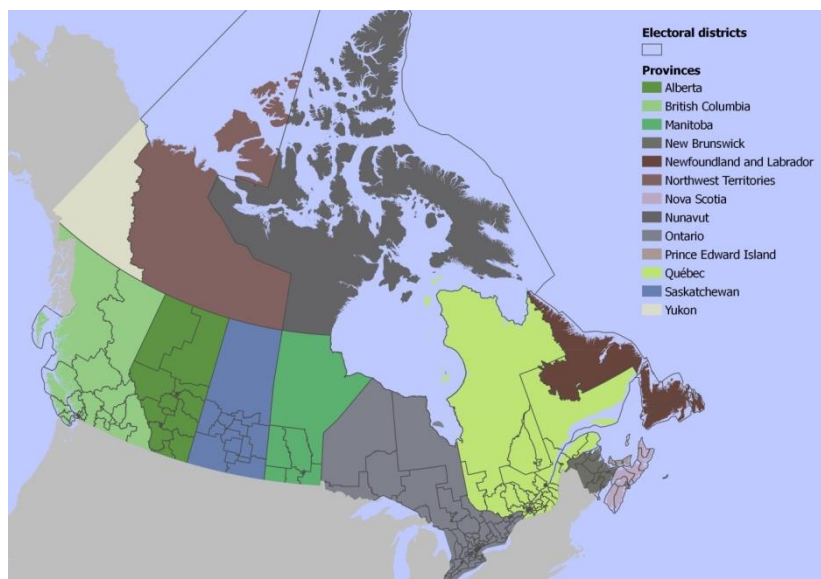 Electoral districts
Provinces
Alberta
British Columbia
Manitoba
New Brunswick
Newfoundland and Labrador
Northwest Territories
Nova Scotia
Nunavut
Ontario
Prince Edward Island
Québec
Saskatchewan
Yukon